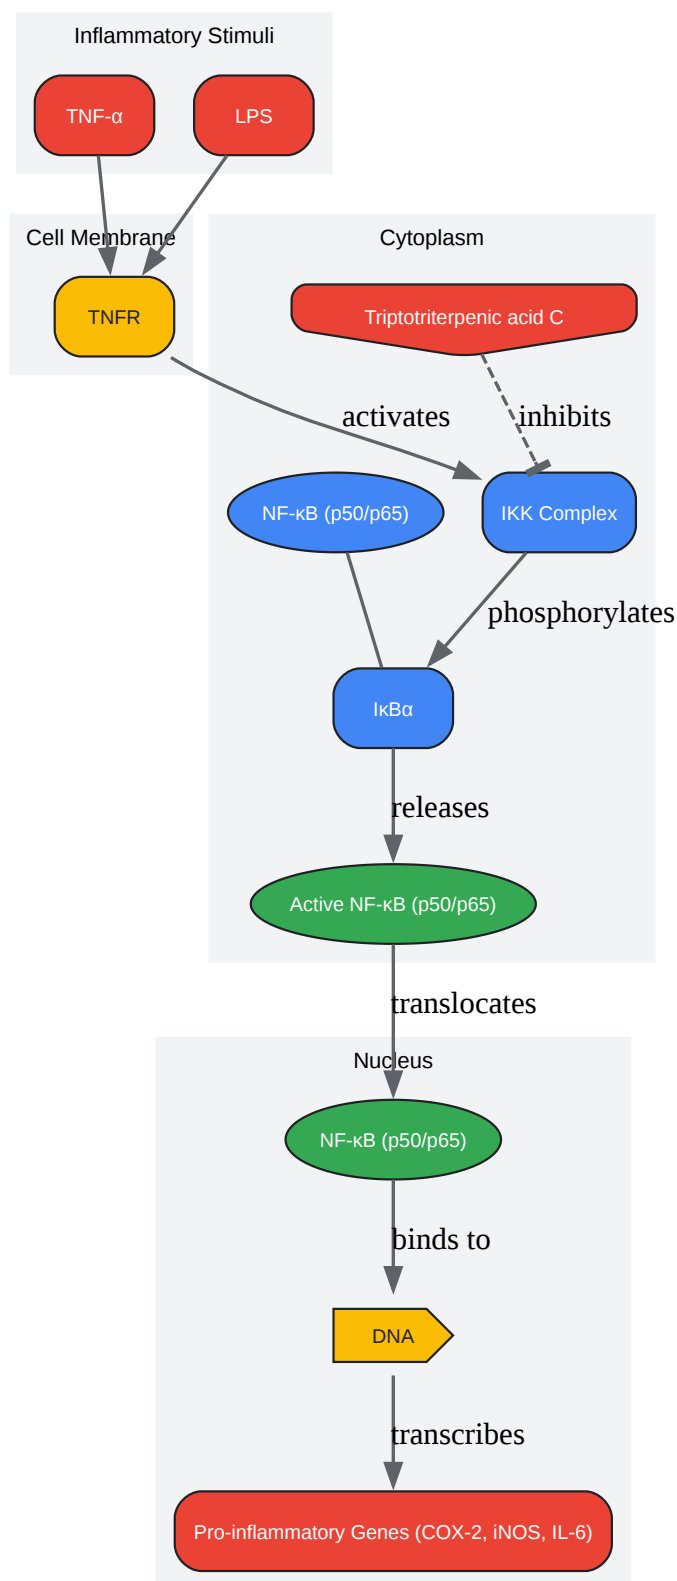 Inflammatory Stimuli
TNF-α
LPS
Cell Membrane
Cytoplasm
TNFR
Triptotriterpenic acid C
activates
inhibits
NF-κB (p50/p65)
IKK Complex
phosphorylates
IκBα
releases
Active NF-κB (p50/p65)
translocates
Nucleus
NF-κB (p50/p65)
binds to
DNA
transcribes
Pro-inflammatory Genes (COX-2, iNOS, IL-6)